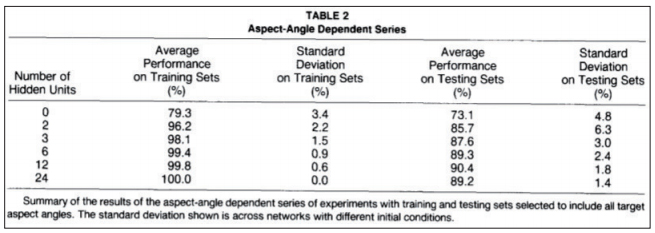 TABLE 2
Aspect-Angle Dependent Series
Number of Hidden Units | Average Performance on Training Sets (%) | Standard Deviation on Training Sets (%) | Average Performance on Testing Sets (%) | Standard Deviation on Testing Sets (%)
0 79.3 3.4 73.1 4.8
2 96.2 2.2 85.7 6.3
3 98.1 1.5 87.6 3.0
6 99.4 0.9 89.3 2.4
12 99.8 0.6 90.4 1.8
24 100.0 0.0 89.2 1.4
Summary of the results of the aspect-angle dependent series of experiments with training and testing sets selected to include all target
aspect angles. The standard deviation shown is across networks with different initial conditions.